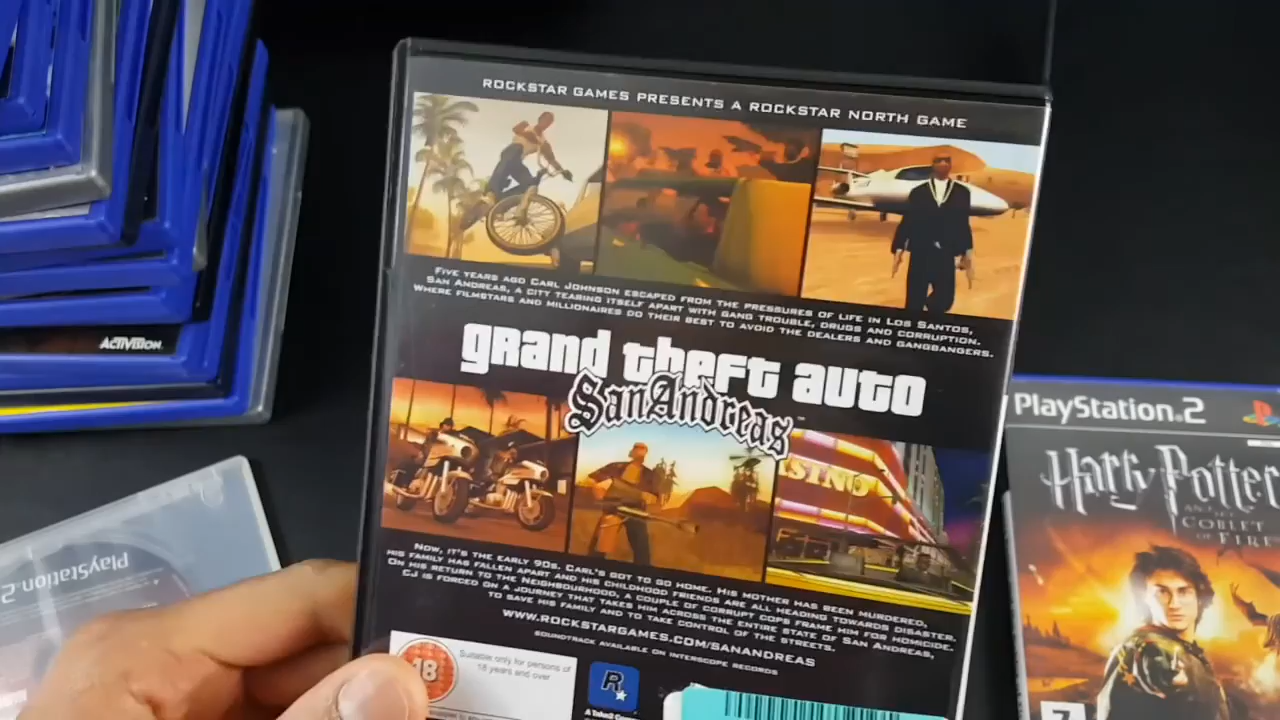 ROCKSTAR GAMES PRESENTS A ROCKSTAR NORTH GAME
FIVE YEARS AGO CARL JOHNSON ESCAPED FROM THE PRESSURES OF LIFE IN LOS SANTOS,
SAN ANDREAS, A CITY TEARING ITSELF APART WITH GANG TROUBLE, DRUGS AND CORRUPTION.
WHERE FILMSTARS AND MILLIONAIRES DO THEIR BEST TO AVOID THE DEALERS AND GANGBANGERS.
grand theft auto
San Andreas
SINO
NOW, IT'S THE EARLY 90S. CARL'S GOT TO GO HOME. HIS MOTHER HAS BEEN MURDERED,
HIS FAMILY HAS FALLEN APART AND HIS CHILDHOOD FRIENDS ARE ALL HEADING TOWARDS DISASTER.
ON HIS RETURN TO THE NEIGHBOURHOOD, A COUPLE OF CORRUPT COPS FRAME HIM FOR HOMICIDE.
CJ IS FORCED ON A JOURNEY THAT TAKES HIM ACROSS THE ENTIRE STATE OF SAN ANDREAS,
TO SAVE HIS FAMILY AND TO TAKE CONTROL OF THE STREETS.
WWW.ROCKSTARGAMES.COM/SANANDREAS
SOUNDTRACK AVAILABLE ON INTERSCOPE RECORDS
18
Suitable only for persons of
18 years and over
R
ACTIVISION
PlayStation 2
PlayStation.2
Harry Potter
AND THE
GOBLET
OF FIRE
7